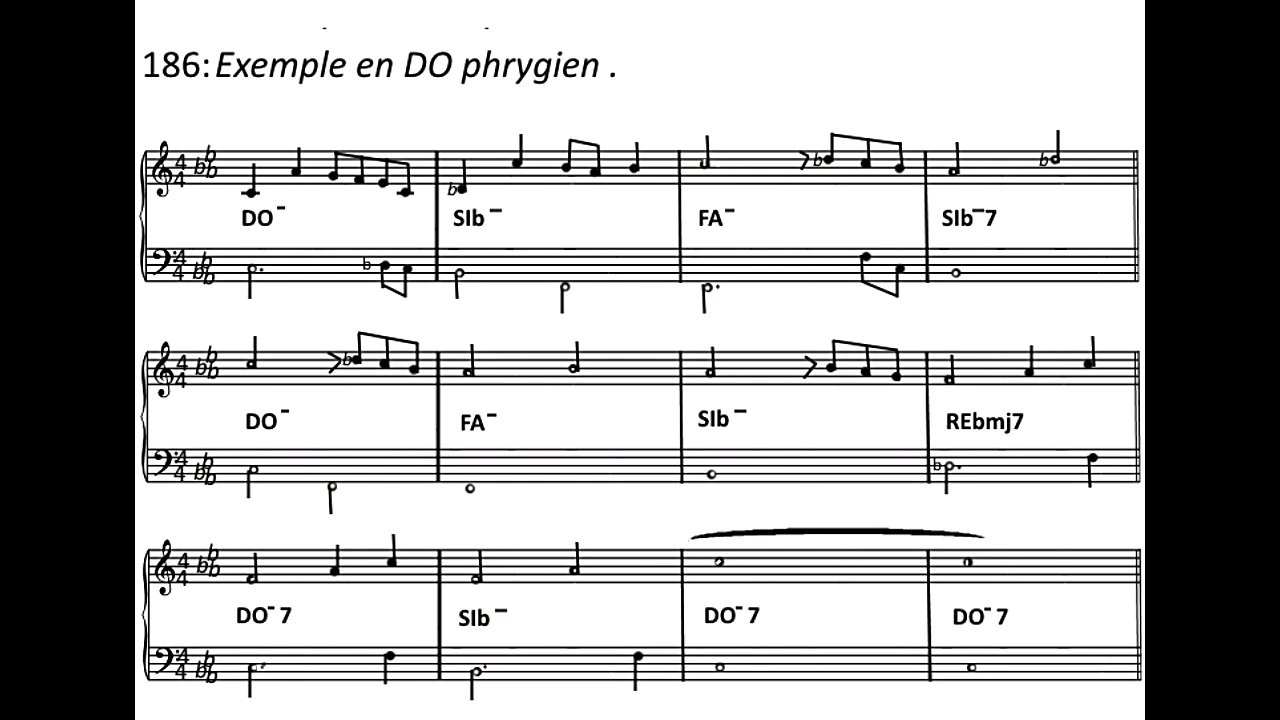 186: Exemple en DO phrygien .
DO- SIb- FA- SIb-7
DO- FA- SIb- REbmj7
DO-7 SIb- DO-7 DO-7